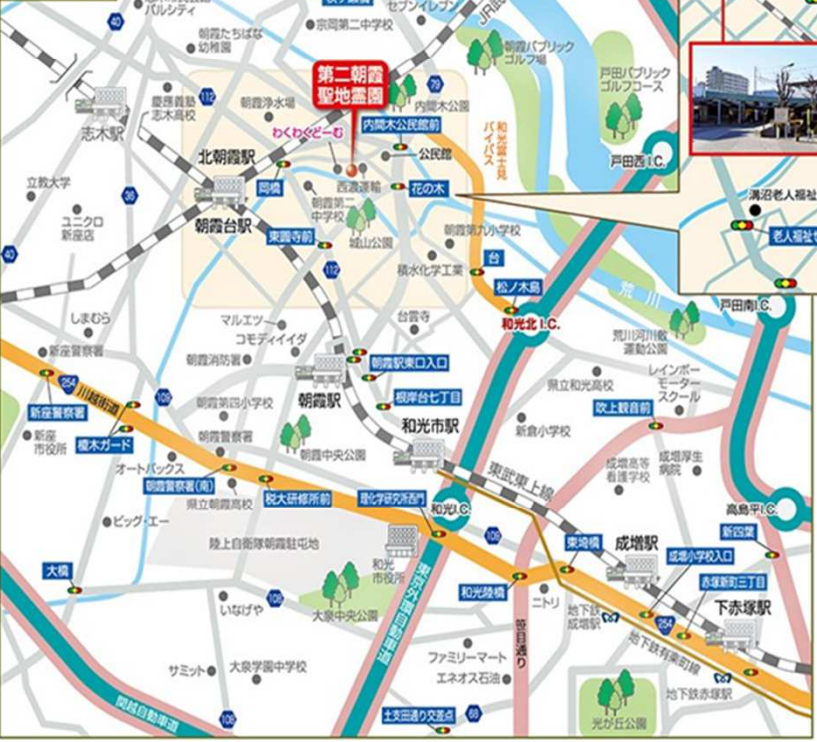 バルシティ
セブンイレブン
宗岡第二中学校
JR武
40
朝霞たちばな
幼稚園
朝霞パブリック
ゴルフ場
第二朝霞
聖地霊園
79
戸田パブリック
ゴルフコース
慶應義塾
志木高校
112
朝霞浄水場
内間木公園
志木駅
わくわくどーむ
内間木公民館前
和光富士見
バイパス
北朝霞駅
公民館
戸田西I.C.
岡橋
西濃運輸
花の木
立教大学
36
朝霞第二
中学校
溝沼老人福祉
ユニクロ
新座店
朝霞台駅
城山公園
朝霞第九小学校
東圓寺前
老人福祉セ
40
112
積水化学工業
台
松ノ木島
荒川
戸田南I.C.
しまむら
マルエツ
台雲寺
和光北I.C.
コモディイイダ
荒川河川敷
運動公園
新座警察署
朝霞消防署
朝霞駅東口入口
254
川越街道
108
朝霞駅
県立和光高校
レインボー
モーター
スクール
新座警察署
朝霞第四小学校
根岸台七丁目
吹上観音前
新座
市役所
榎木ガード
朝霞警察署
和光市駅
新倉小学校
オートバックス
朝霞中央公園
東武東上線
成増高等
看護学校
成増厚生
病院
朝霞警察署(南)
県立朝霞高校
税大研修所前
理化学研究所西門
和光I.C.
高島平I.C.
ビッグ・エー
109
新四葉
陸上自衛隊朝霞駐屯地
和光
市役所
東埼橋
成増駅
成増小学校入口
大橋
和光陸橋
赤塚新町三丁目
いなげや
108
大泉中央公園
東京外環自動車道
ニトリ
地下鉄
成増駅
254
下赤塚駅
笹目通り
地下鉄有楽町線
サミット
大泉学園中学校
ファミリーマート
エネオス石油
地下鉄赤塚駅
関越自動車道
108
土支田通り交差点
68
光が丘公園